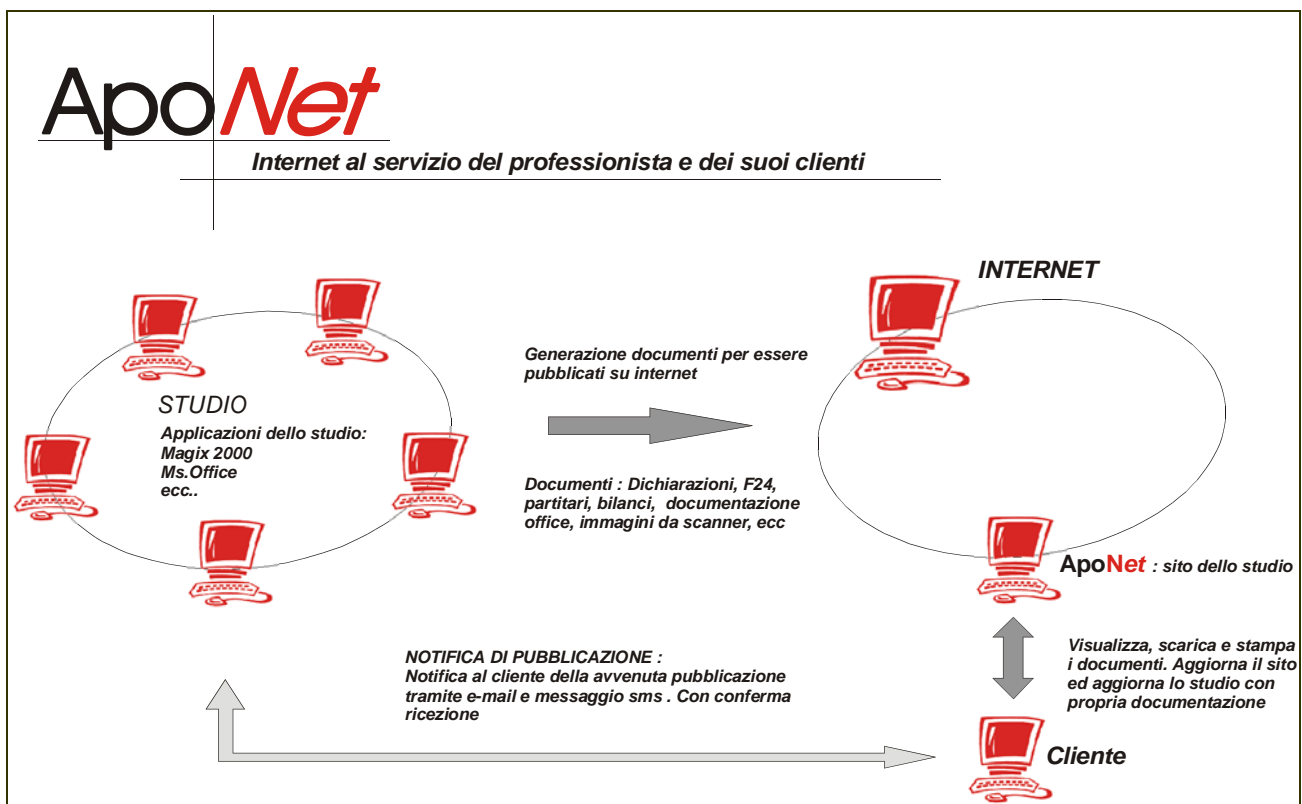 ApoNet
Internet al servizio del professionista e dei suoi clienti
INTERNET
STUDIO
Applicazioni dello studio:
Magix 2000
Ms.Office
ecc..
Generazione documenti per essere
pubblicati su internet
Documenti : Dichiarazioni, F24,
partitari, bilanci, documentazione
office, immagini da scanner, ecc
ApoNet : sito dello studio
Visualizza, scarica e stampa
i documenti. Aggiorna il sito
ed aggiorna lo studio con
propria documentazione
NOTIFICA DI PUBBLICAZIONE :
Notifica al cliente della avvenuta pubblicazione
tramite e-mail e messaggio sms . Con conferma
ricezione
Cliente